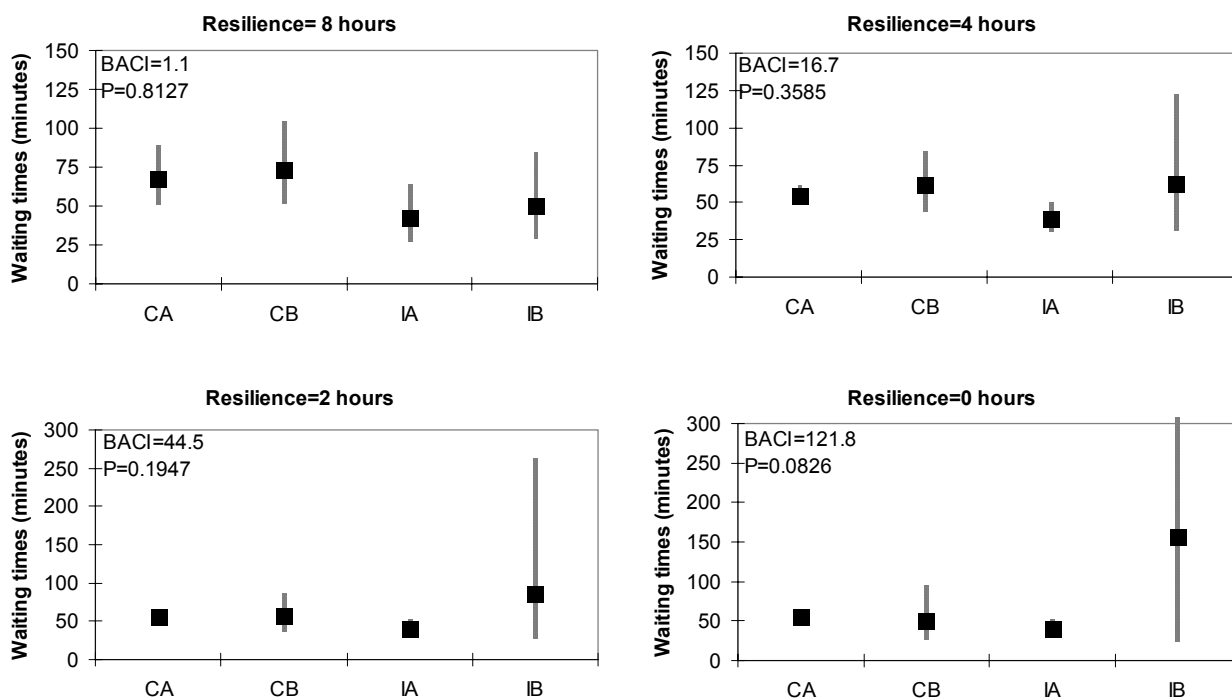 Resilience= 8 hours
Waiting times (minutes)
150
125
100
75
50
25
0
BACI=1.1
P=0.8127
CA
CB
IA
IB
Resilience=4 hours
Waiting times (minutes)
150
125
100
75
50
25
0
BACI=16.7
P=0.3585
CA
CB
IA
IB
Resilience=2 hours
Waiting times (minutes)
300
250
200
150
100
50
0
BACI=44.5
P=0.1947
CA
CB
IA
IB
Resilience=0 hours
Waiting times (minutes)
300
250
200
150
100
50
0
BACI=121.8
P=0.0826
CA
CB
IA
IB